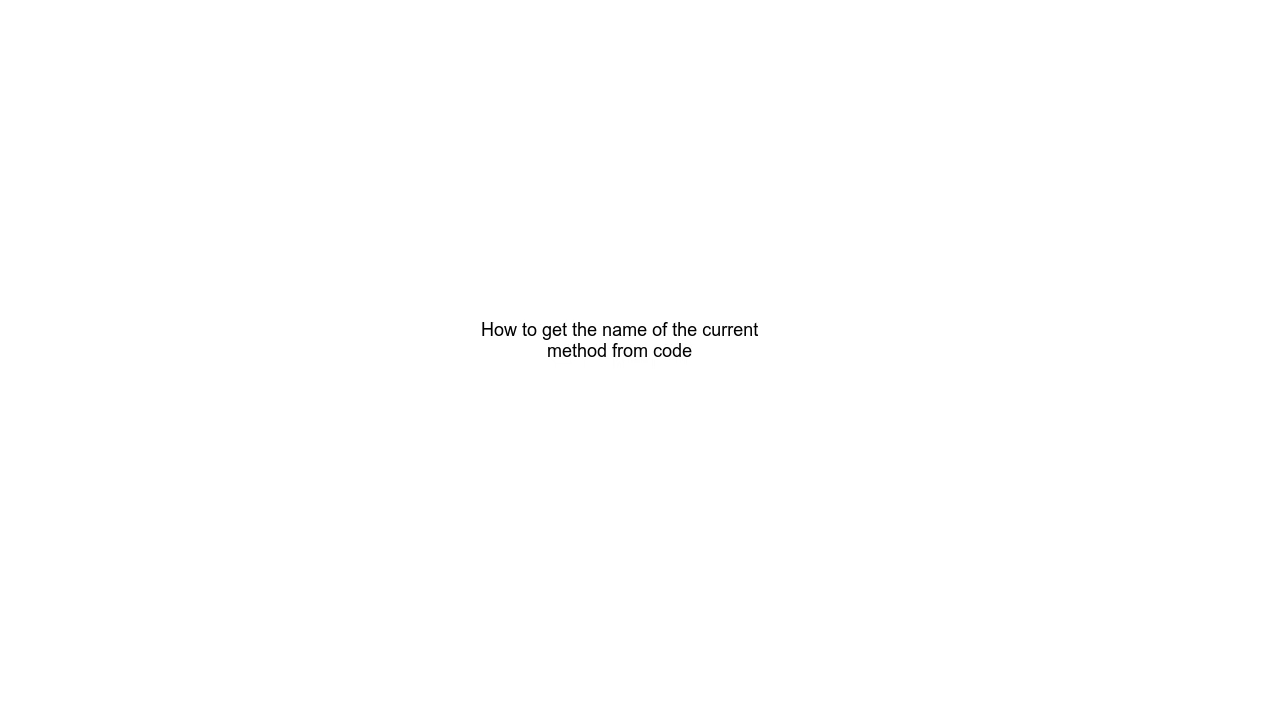 How to get the name of the current
method from code